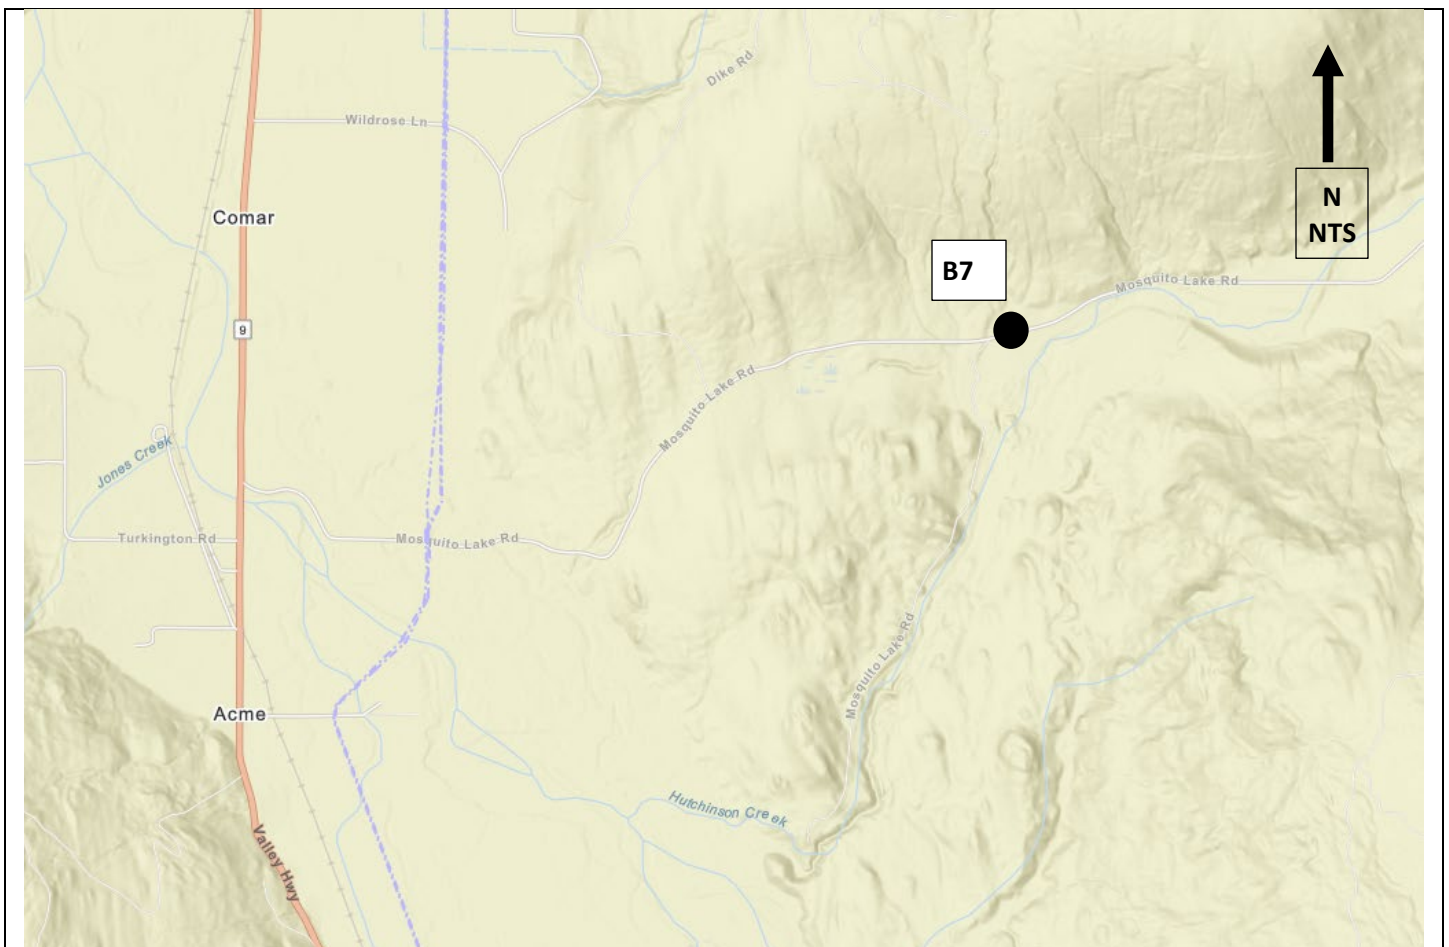 Dike Rd
Wildrose Ln
N
NTS
Comar
B7
Mosquito Lake Rd
9
Mosquito Lake Rd
Jones Creek
Turkington Rd
Mosquito Lake Rd
Mosquito Lake Rd
Acme
Hutchinson Creek
Valley Hwy